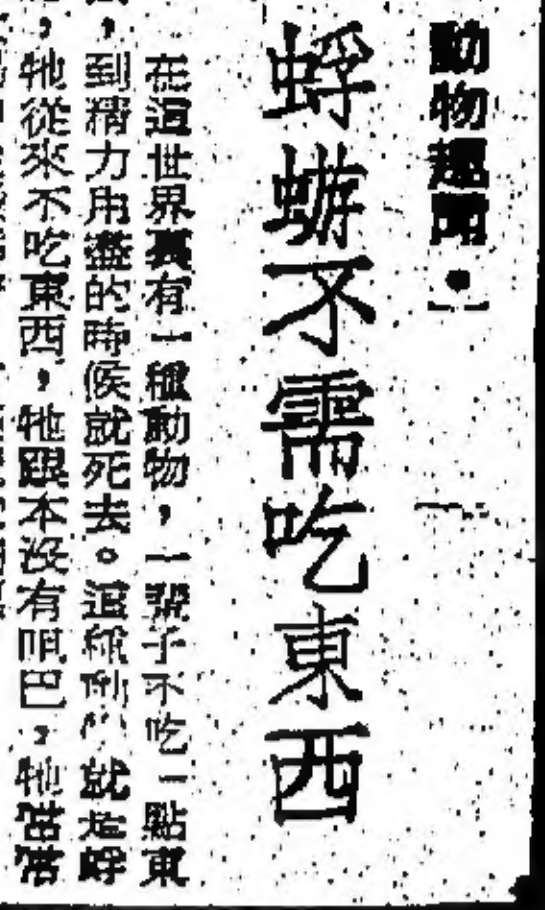 動物趣聞·
蜉蝣不需吃東西
在這世界裏有一種動物,一輩子不吃一點東
,到精力用盡的時候就死去。這種動物就是蜉
,牠從來不吃東西,牠跟本沒有咀巴,牠